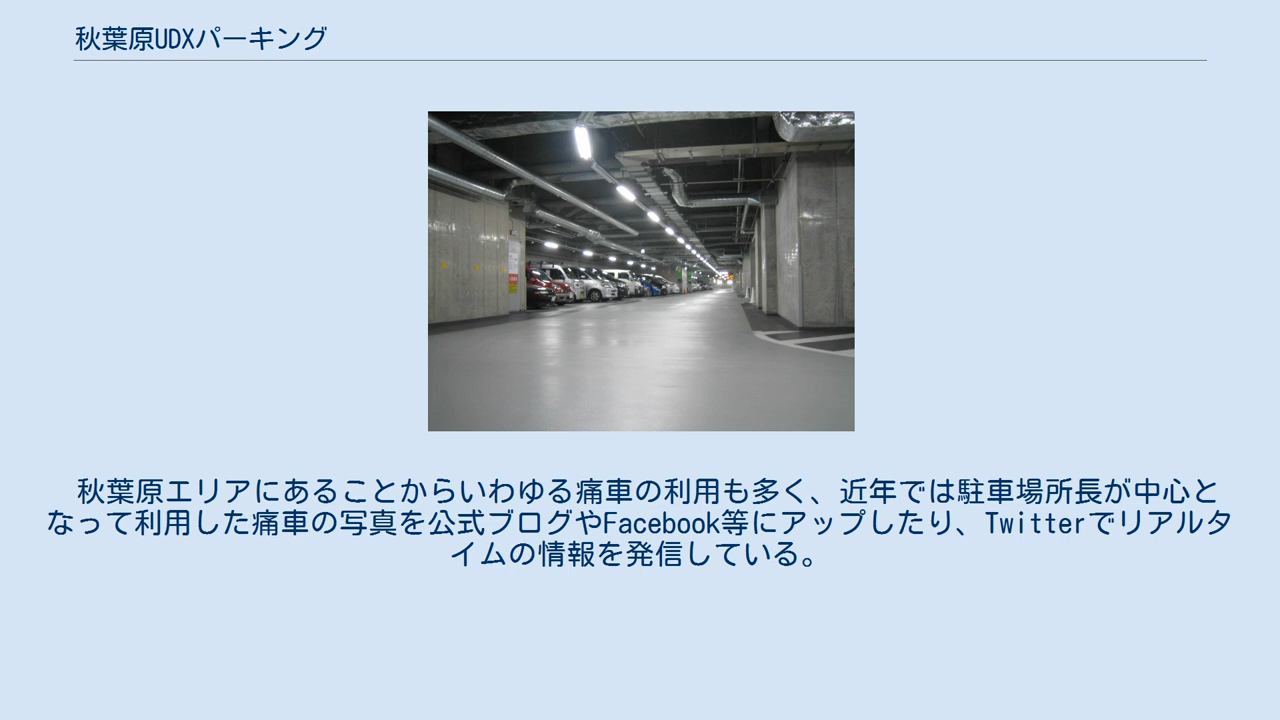 秋葉原UDXパーキング
秋葉原エリアにあることからいわゆる痛車の利用も多く、近年では駐車場所長が中心と
なって利用した痛車の写真を公式ブログやFacebook等にアップしたり、Twitterでリアルタ
イムの情報を発信している。